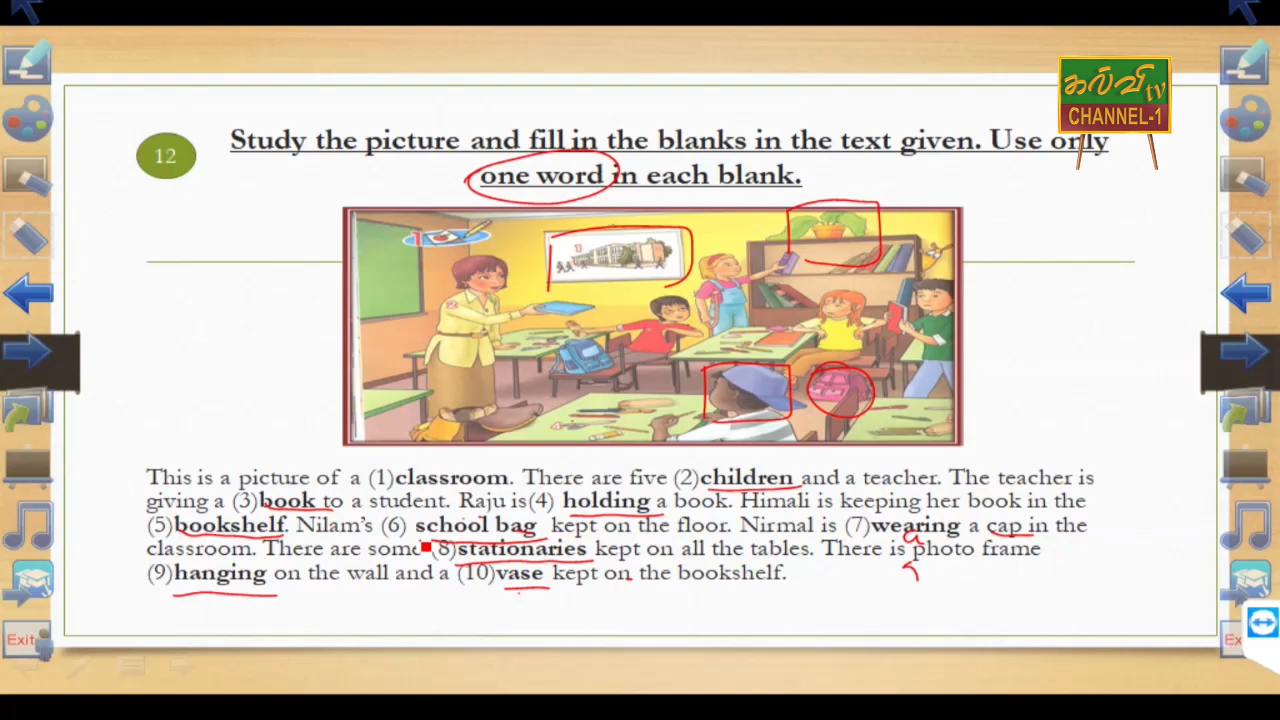 கல்வி tv
CHANNEL-1
12
Study the picture and fill in the blanks in the text given. Use only
one word in each blank.
This is a picture of a (1)classroom. There are five (2)children and a teacher. The teacher is
giving a (3)book to a student. Raju is(4) holding a book. Himali is keeping her book in the
(5)bookshelf. Nilam's (6) school bag kept on the floor. Nirmal is (7)wearing a cap in the
classroom. There are some (8)stationaries kept on all the tables. There is a photo frame
(9)hanging on the wall and a (10)vase kept on the bookshelf.
Exit
Ex